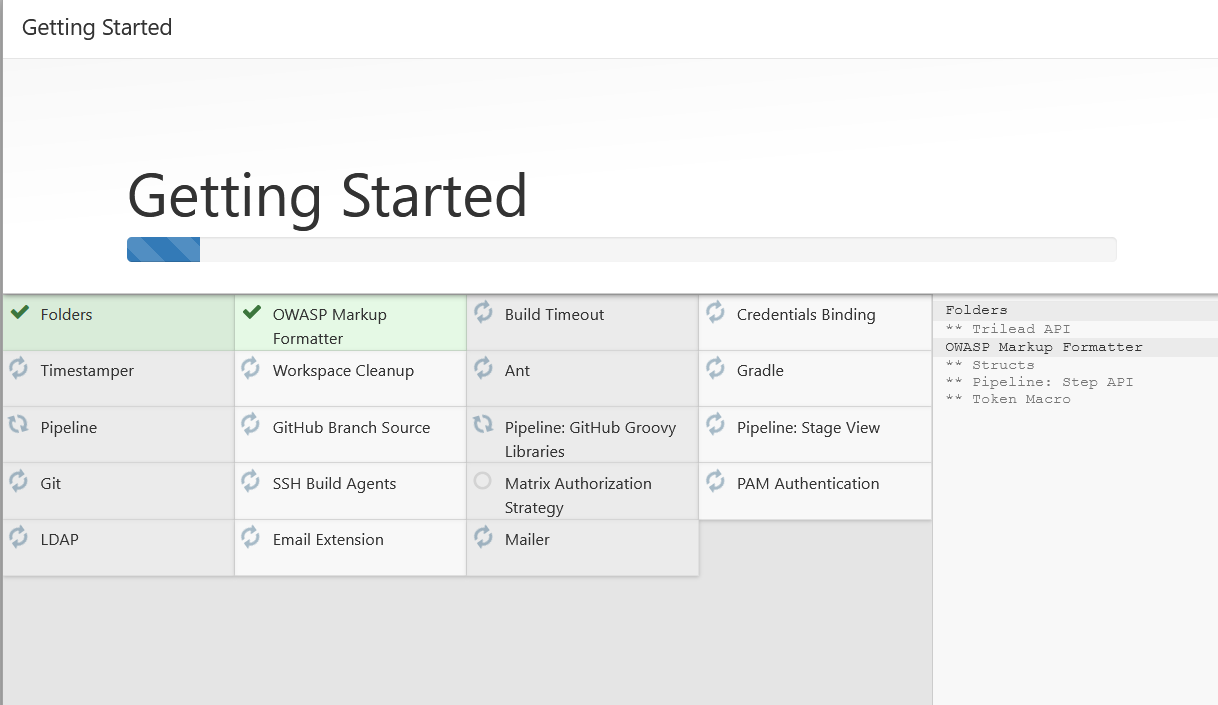 Getting Started
Getting Started
Folders
OWASP Markup
Formatter
Build Timeout
Credentials Binding
Timestamper
Workspace Cleanup
Ant
Gradle
Pipeline
GitHub Branch Source
Pipeline: GitHub Groovy
Libraries
Pipeline: Stage View
Git
SSH Build Agents
Matrix Authorization
Strategy
PAM Authentication
LDAP
Email Extension
Mailer
Folders
** Trilead API
OWASP Markup Formatter
** Structs
** Pipeline: Step API
** Token Macro